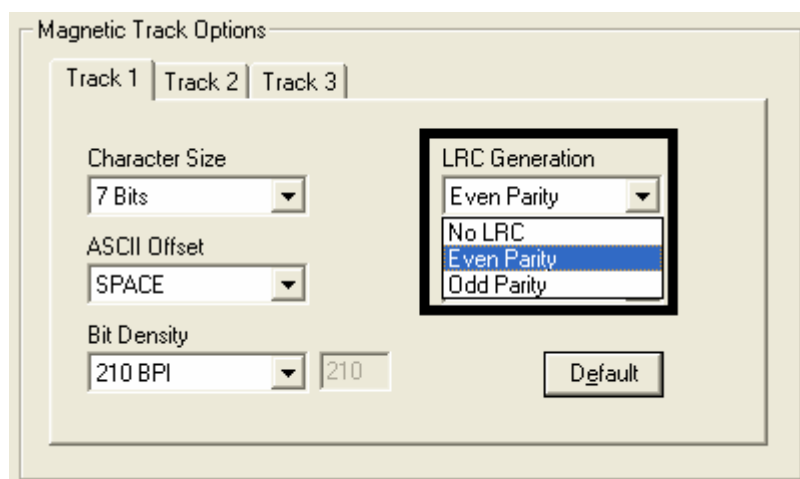 Magnetic Track Options
Track 1 Track 2 Track 3
Character Size
7 Bits
ASCII Offset
SPACE
Bit Density
210 BPI 210
LRC Generation
Even Parity
No LRC
Even Parity
Odd Parity
Default